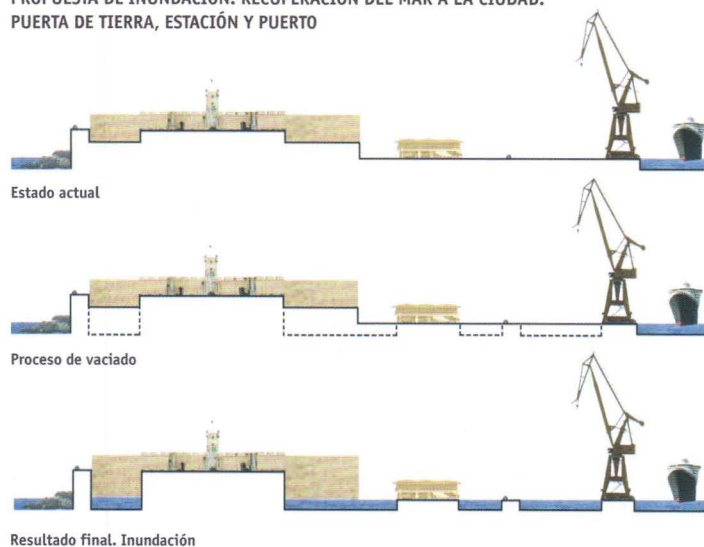 PROPUESTA DE INUNDACIÓN. RECUPERACIÓN DEL MAR A LA CIUDAD.
PUERTA DE TIERRA, ESTACIÓN Y PUERTO
Estado actual
Proceso de vaciado
Resultado final. Inundación